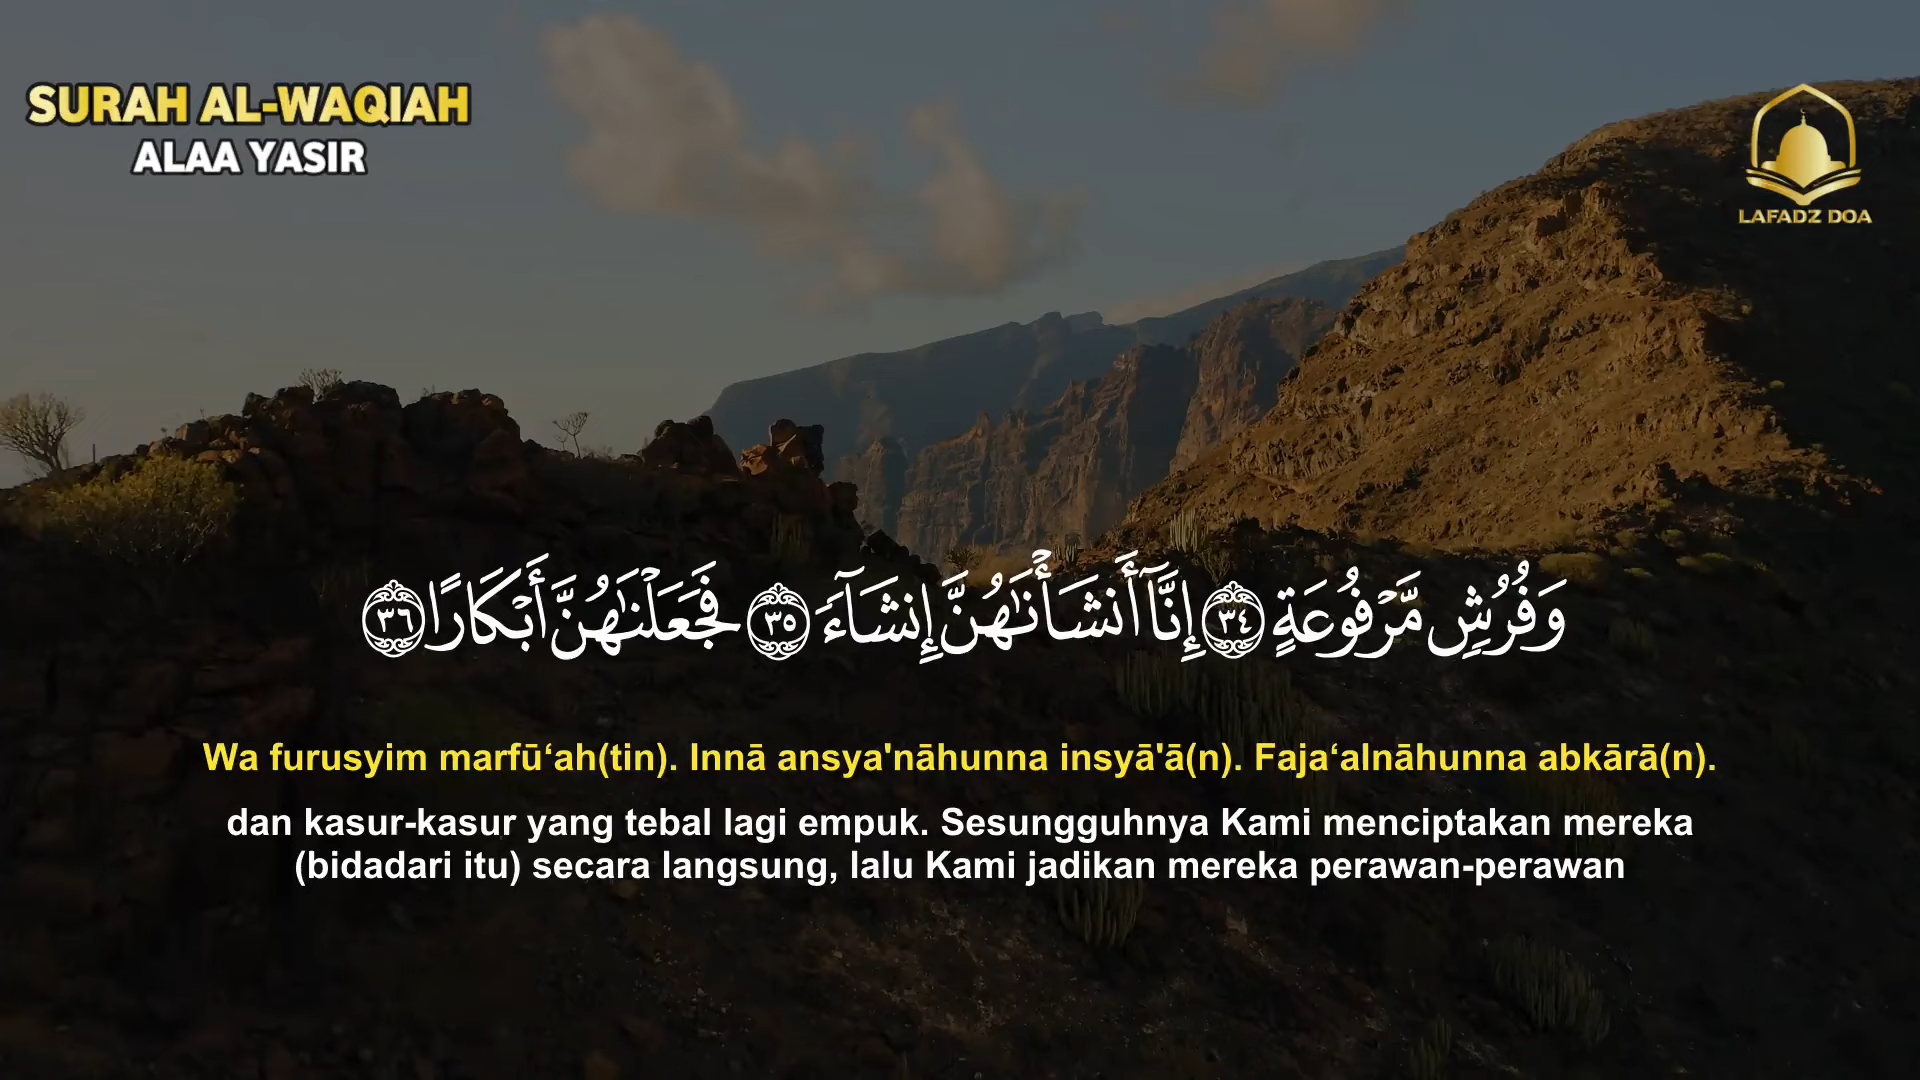 SURAH AL-WAQIAH
ALAA YASIR
LAFADZ DOA
وَفُرُشٍ مَّرْفُوعَةٍ ٣٤ إِنَّآ أَنشَأْنَٰهُنَّ إِنشَآءً ٣٥ فَجَعَلْنَٰهُنَّ أَبْكَارًا ٣٦
Wa furusyim marfū‘ah(tin). Innā ansya'nāhunna insyā'ā(n). Faja‘alnāhunna abkārā(n).
dan kasur-kasur yang tebal lagi empuk. Sesungguhnya Kami menciptakan mereka
(bidadari itu) secara langsung, lalu Kami jadikan mereka perawan-perawan